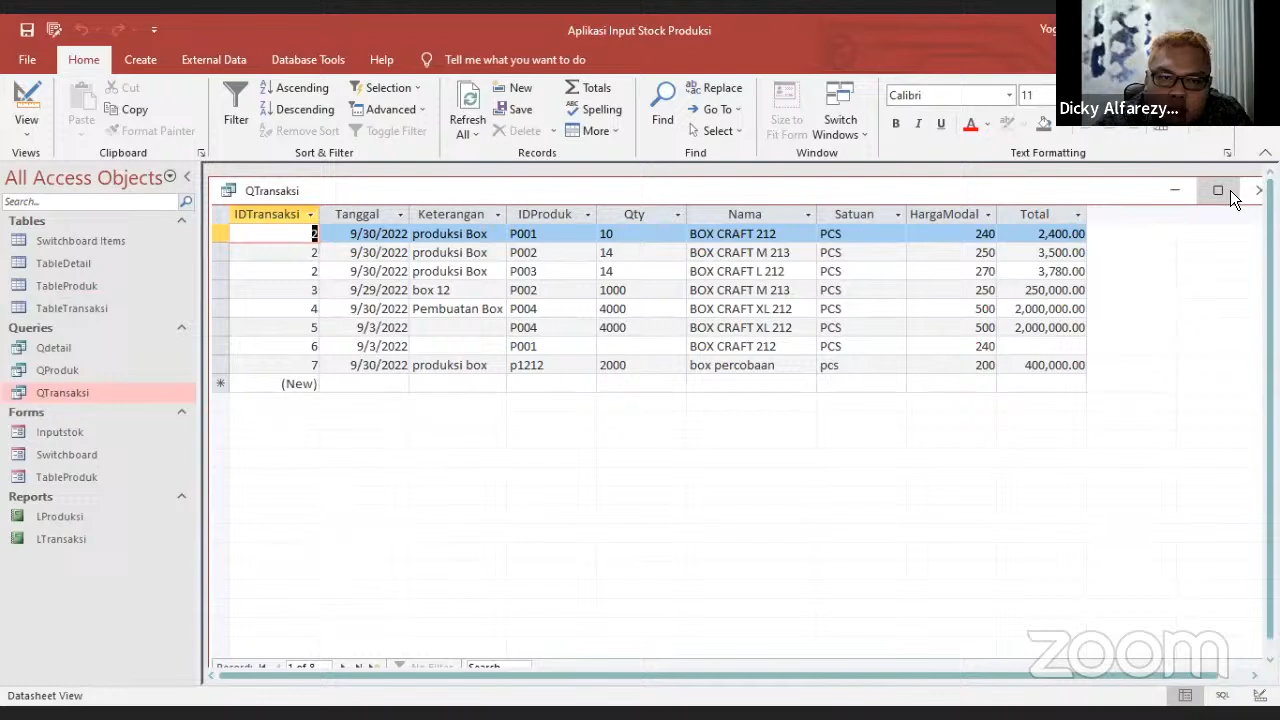 Aplikasi Input Stock Produksi
Yog
Dicky Alfarezy...
File Home Create External Data Database Tools Help Tell me what you want to do
View
Views
Paste
Cut
Copy
Format Painter
Clipboard
Filter
Ascending
Descending
Remove Sort
Selection
Advanced
Toggle Filter
Sort & Filter
Refresh All
New
Save
Delete
Totals
Spelling
More
Records
Find
Replace
Go To
Select
Find
Size to Fit Form
Switch Windows
Window
Calibri 11
B I U A
Text Formatting
All Access Objects
Search...
Tables
Switchboard Items
TableDetail
TableProduk
TableTransaksi
Queries
Qdetail
QProduk
QTransaksi
Forms
Inputstok
Switchboard
TableProduk
Reports
LProduksi
LTransaksi
QTransaksi
IDTransaksi Tanggal Keterangan IDProduk Qty Nama Satuan HargaModal Total
2 9/30/2022 produksi Box P001 10 BOX CRAFT 212 PCS 240 2,400.00
2 9/30/2022 produksi Box P002 14 BOX CRAFT M 213 PCS 250 3,500.00
2 9/30/2022 produksi Box P003 14 BOX CRAFT L 212 PCS 270 3,780.00
3 9/29/2022 box 12 P002 1000 BOX CRAFT M 213 PCS 250 250,000.00
4 9/30/2022 Pembuatan Box P004 4000 BOX CRAFT XL 212 PCS 500 2,000,000.00
5 9/3/2022 P004 4000 BOX CRAFT XL 212 PCS 500 2,000,000.00
6 9/3/2022 P001 BOX CRAFT 212 PCS 240
7 9/30/2022 produksi box p1212 2000 box percobaan pcs 200 400,000.00
* (New)
Record: 1 of 8 No Filter Search
zoom
Datasheet View
SQL